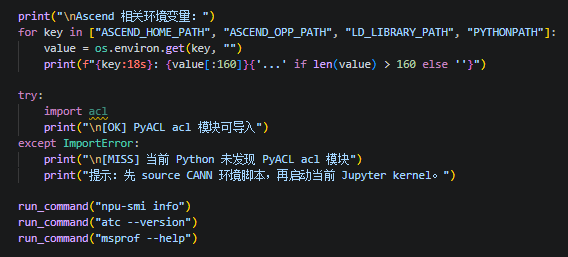 print("\nAscend 相关环境变量：")
for key in ["ASCEND_HOME_PATH", "ASCEND_OPP_PATH", "LD_LIBRARY_PATH", "PYTHONPATH"]:
    value = os.environ.get(key, "")
    print(f"{key:18s}: {value[:160]}{'...' if len(value) > 160 else ''}")

try:
    import acl
    print("\n[OK] PyACL acl 模块可导入")
except ImportError:
    print("\n[MISS] 当前 Python 未发现 PyACL acl 模块")
    print("提示：先 source CANN 环境脚本，再启动当前 Jupyter kernel。")

run_command("npu-smi info")
run_command("atc --version")
run_command("msprof --help")